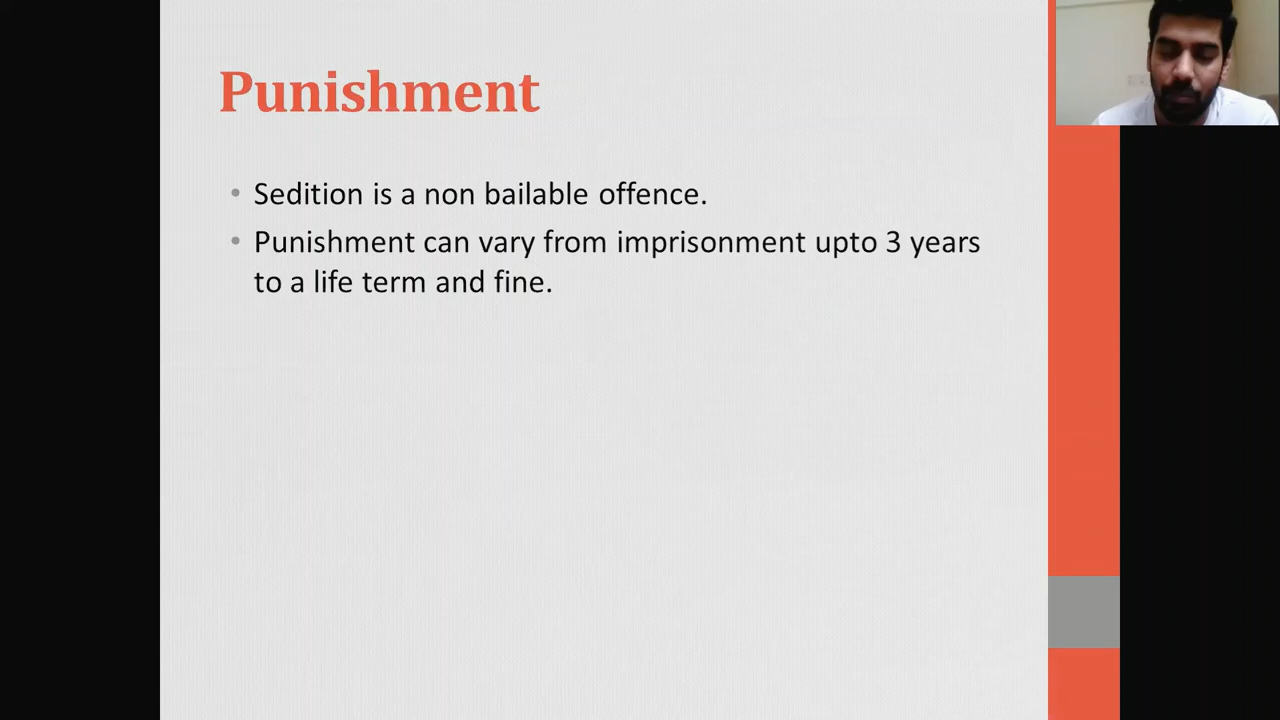 Punishment
• Sedition is a non bailable offence.
• Punishment can vary from imprisonment upto 3 years
to a life term and fine.